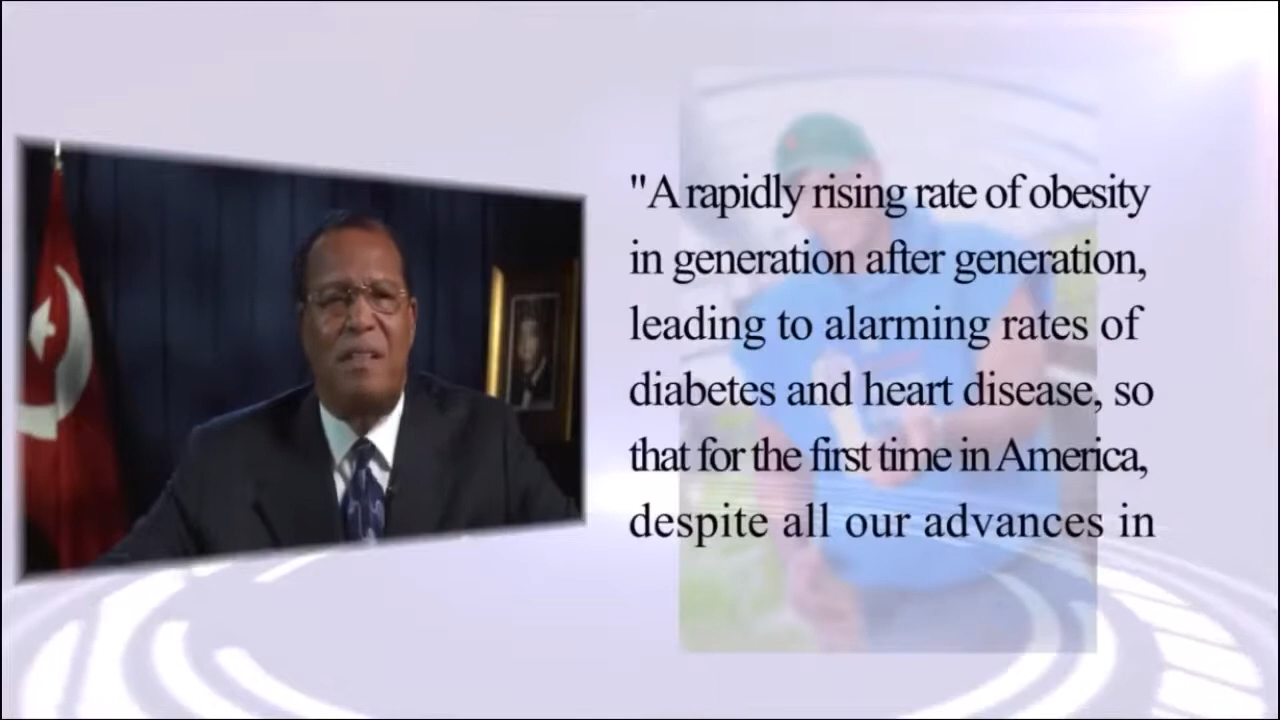 "A rapidly rising rate of obesity
in generation after generation,
leading to alarming rates of
diabetes and heart disease, so
that for the first time in America,
despite all our advances in